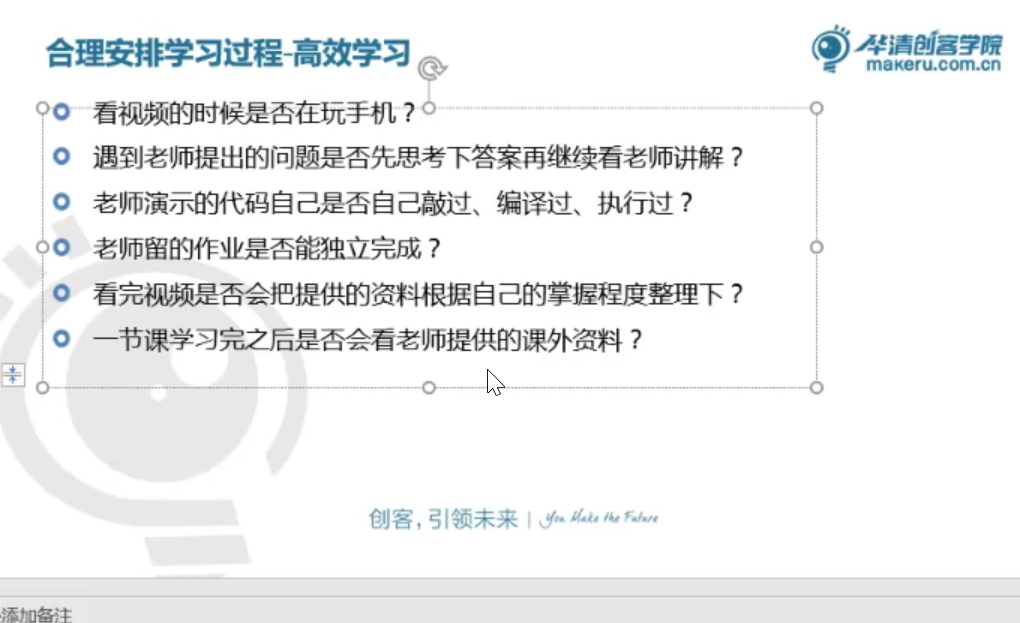 合理安排学习过程-高效学习
华清创客学院
makeru.com.cn
看视频的时候是否在玩手机？
遇到老师提出的问题是否先思考下答案再继续看老师讲解？
老师演示的代码自己是否自己敲过、编译过、执行过？
老师留的作业是否能独立完成？
看完视频是否会把提供的资料根据自己的掌握程度整理下？
一节课学习完之后是否会看老师提供的课外资料？
创客，引领未来 | You Make the Future
添加备注